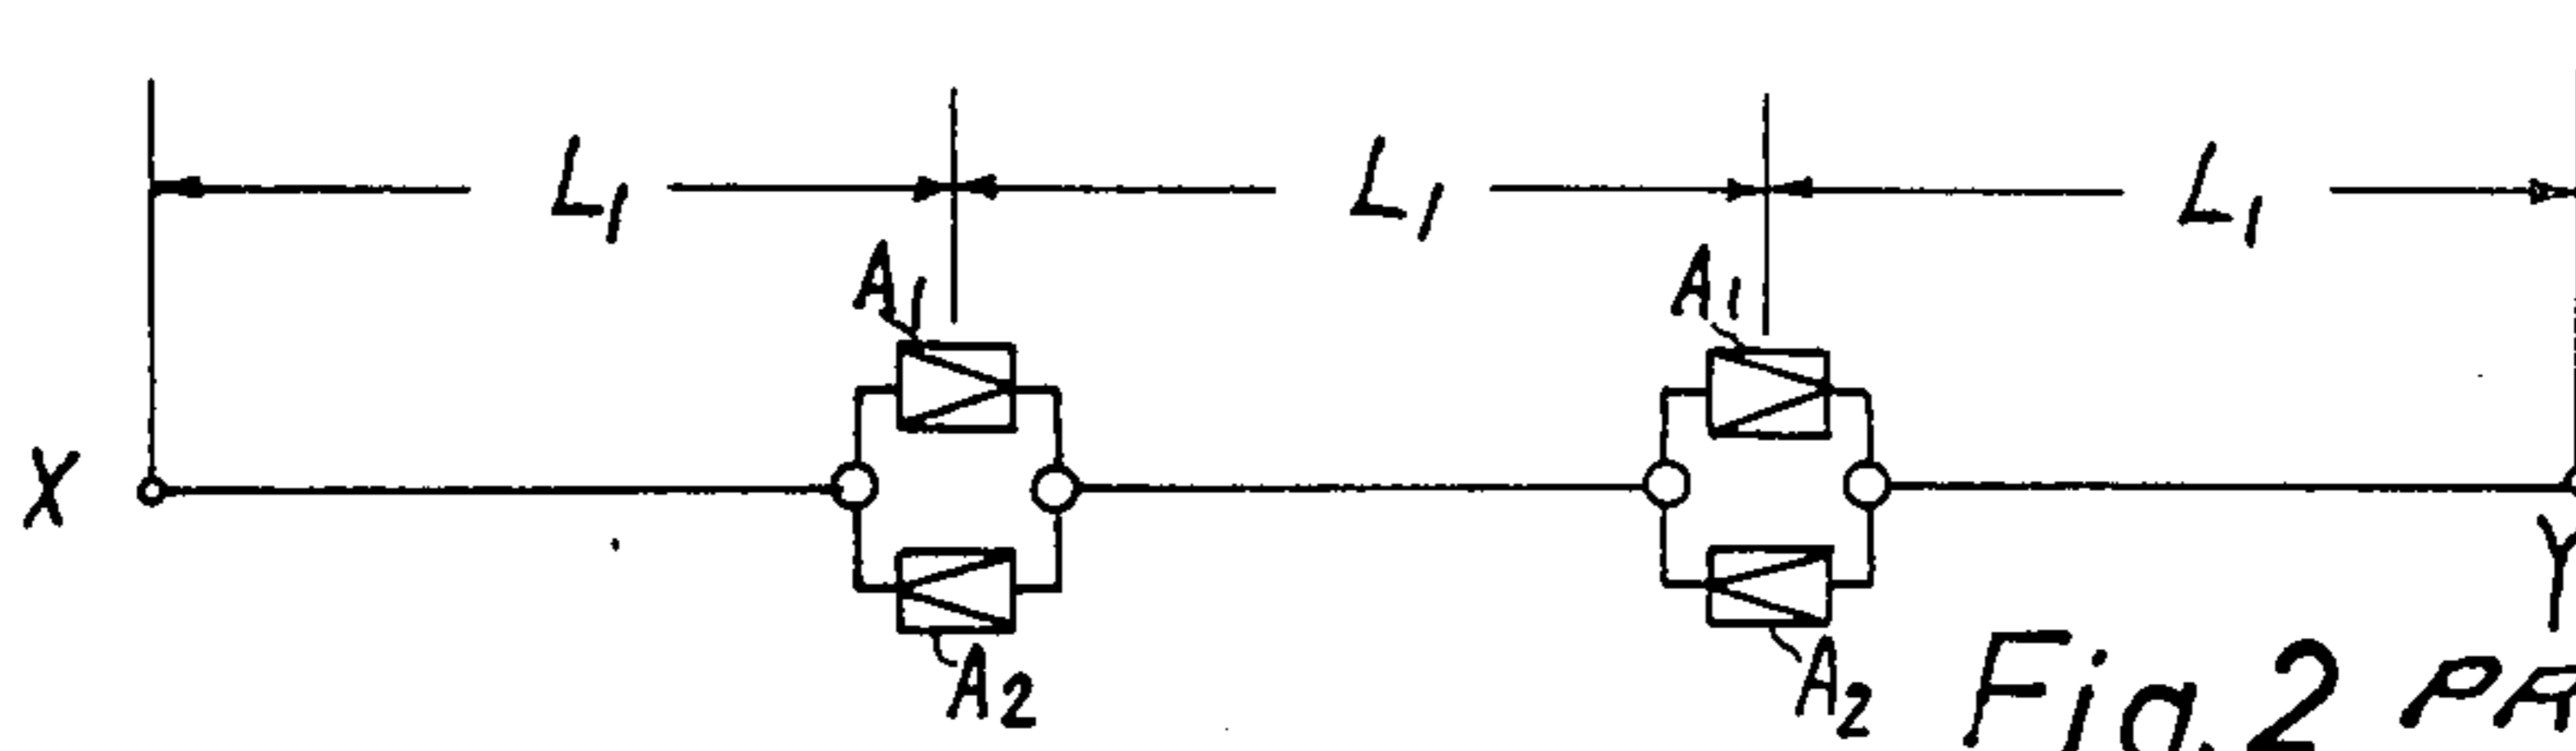 L₁ L₁ L₁
A₁ A₁
X
Y
A₂ A₂
Fig. 2